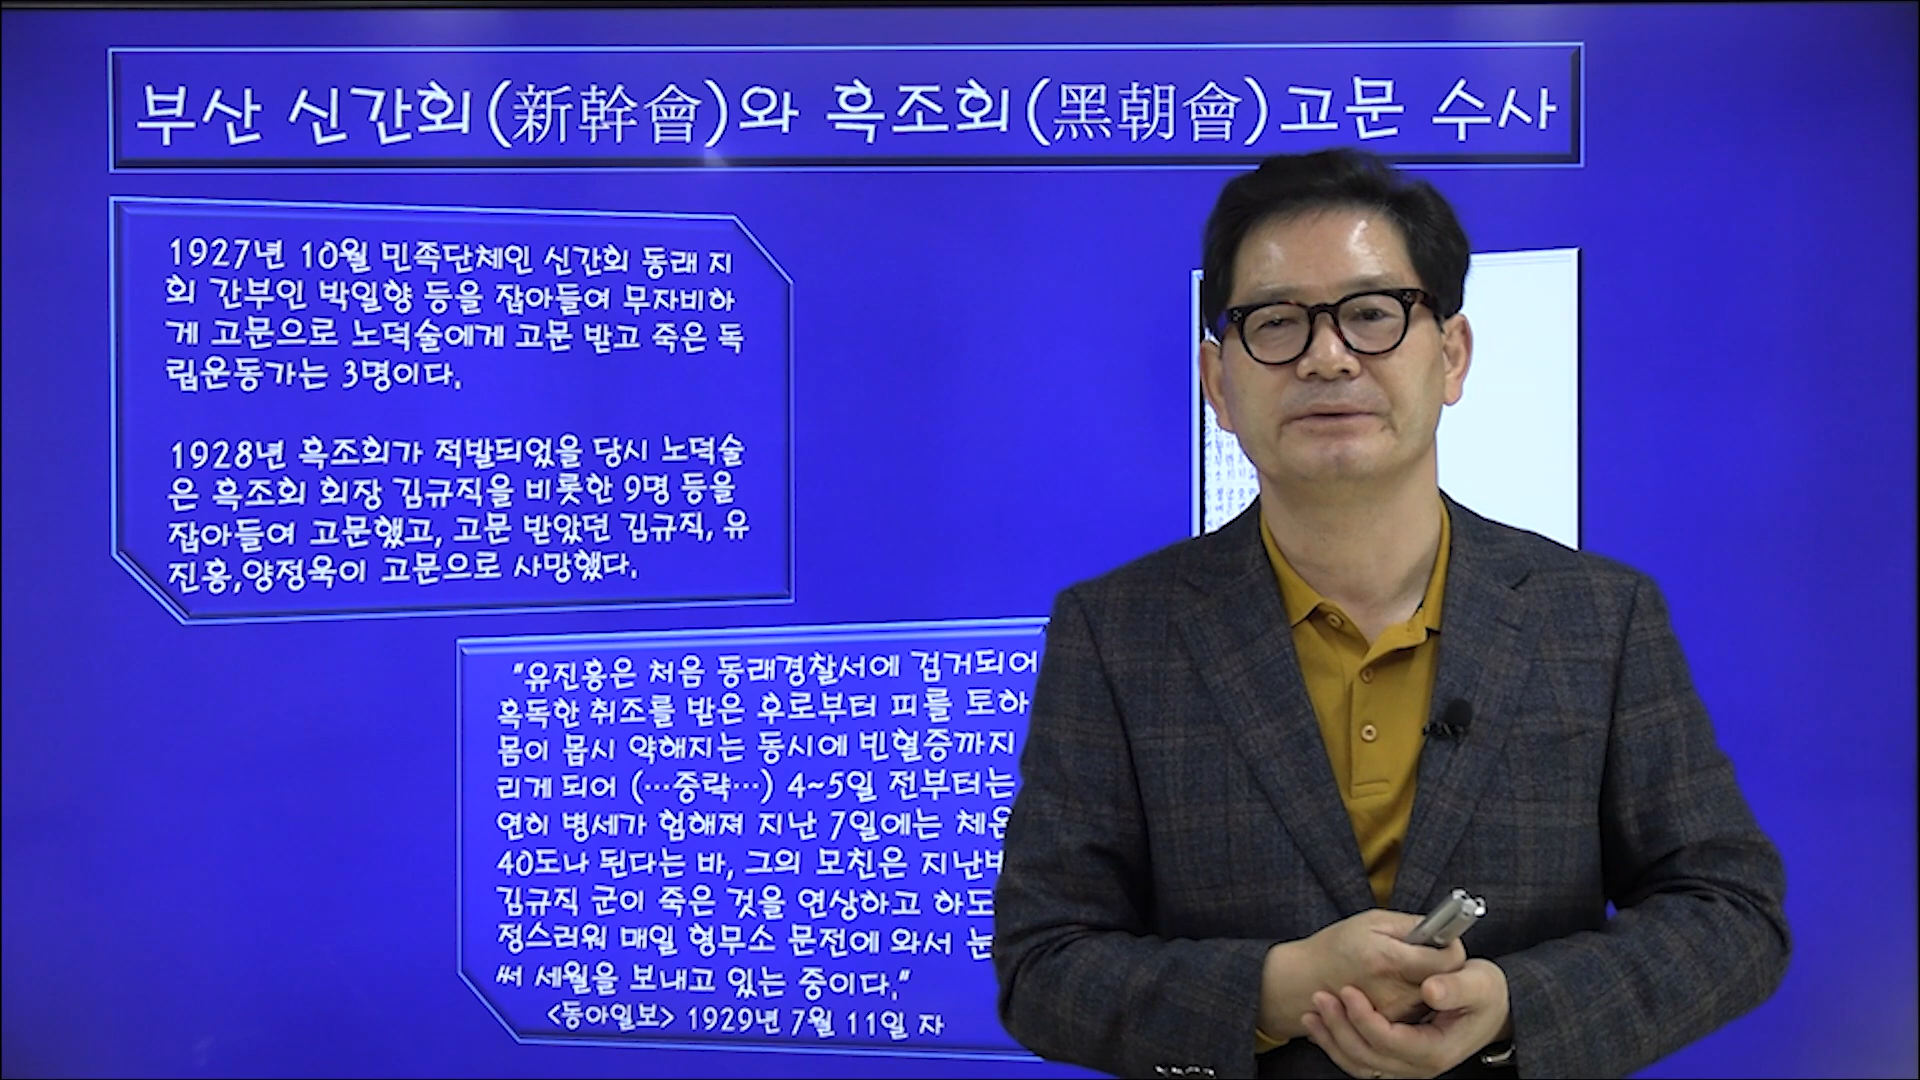 부산 신간회(新幹會)와 흑조회(黑朝會)고문 수사
1927년 10월 민족단체인 신간회 동래 지
회 간부인 박일향 등을 잡아들여 무자비하
게 고문으로 노덕술에게 고문 받고 죽은 독
립운동가는 3명이다.
1928년 흑조회가 적발되었을 당시 노덕술
은 흑조회 회장 김규직을 비롯한 9명 등을
잡아들여 고문했고, 고문 받았던 김규직, 유
진흥,양정욱이 고문으로 사망했다.
"유진흥은 처음 동래경찰서에 검거되어
혹독한 취조를 받은 후로부터 피를 토하
몸이 몹시 약해지는 동시에 빈혈증까지
리게 되어 (…중략…) 4~5일 전부터는
연히 병세가 험해져 지난 7일에는 체온
40도나 된다는 바, 그의 모친은 지난번
김규직 군이 죽은 것을 연상하고 하도
정스러워 매일 형무소 문전에 와서 눈
써 세월을 보내고 있는 중이다."
<동아일보> 1929년 7월 11일 자